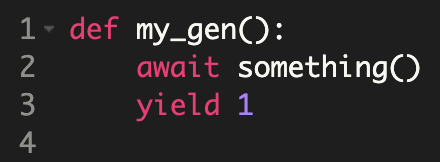 1 def my_gen():
2     await something()
3     yield 1
4